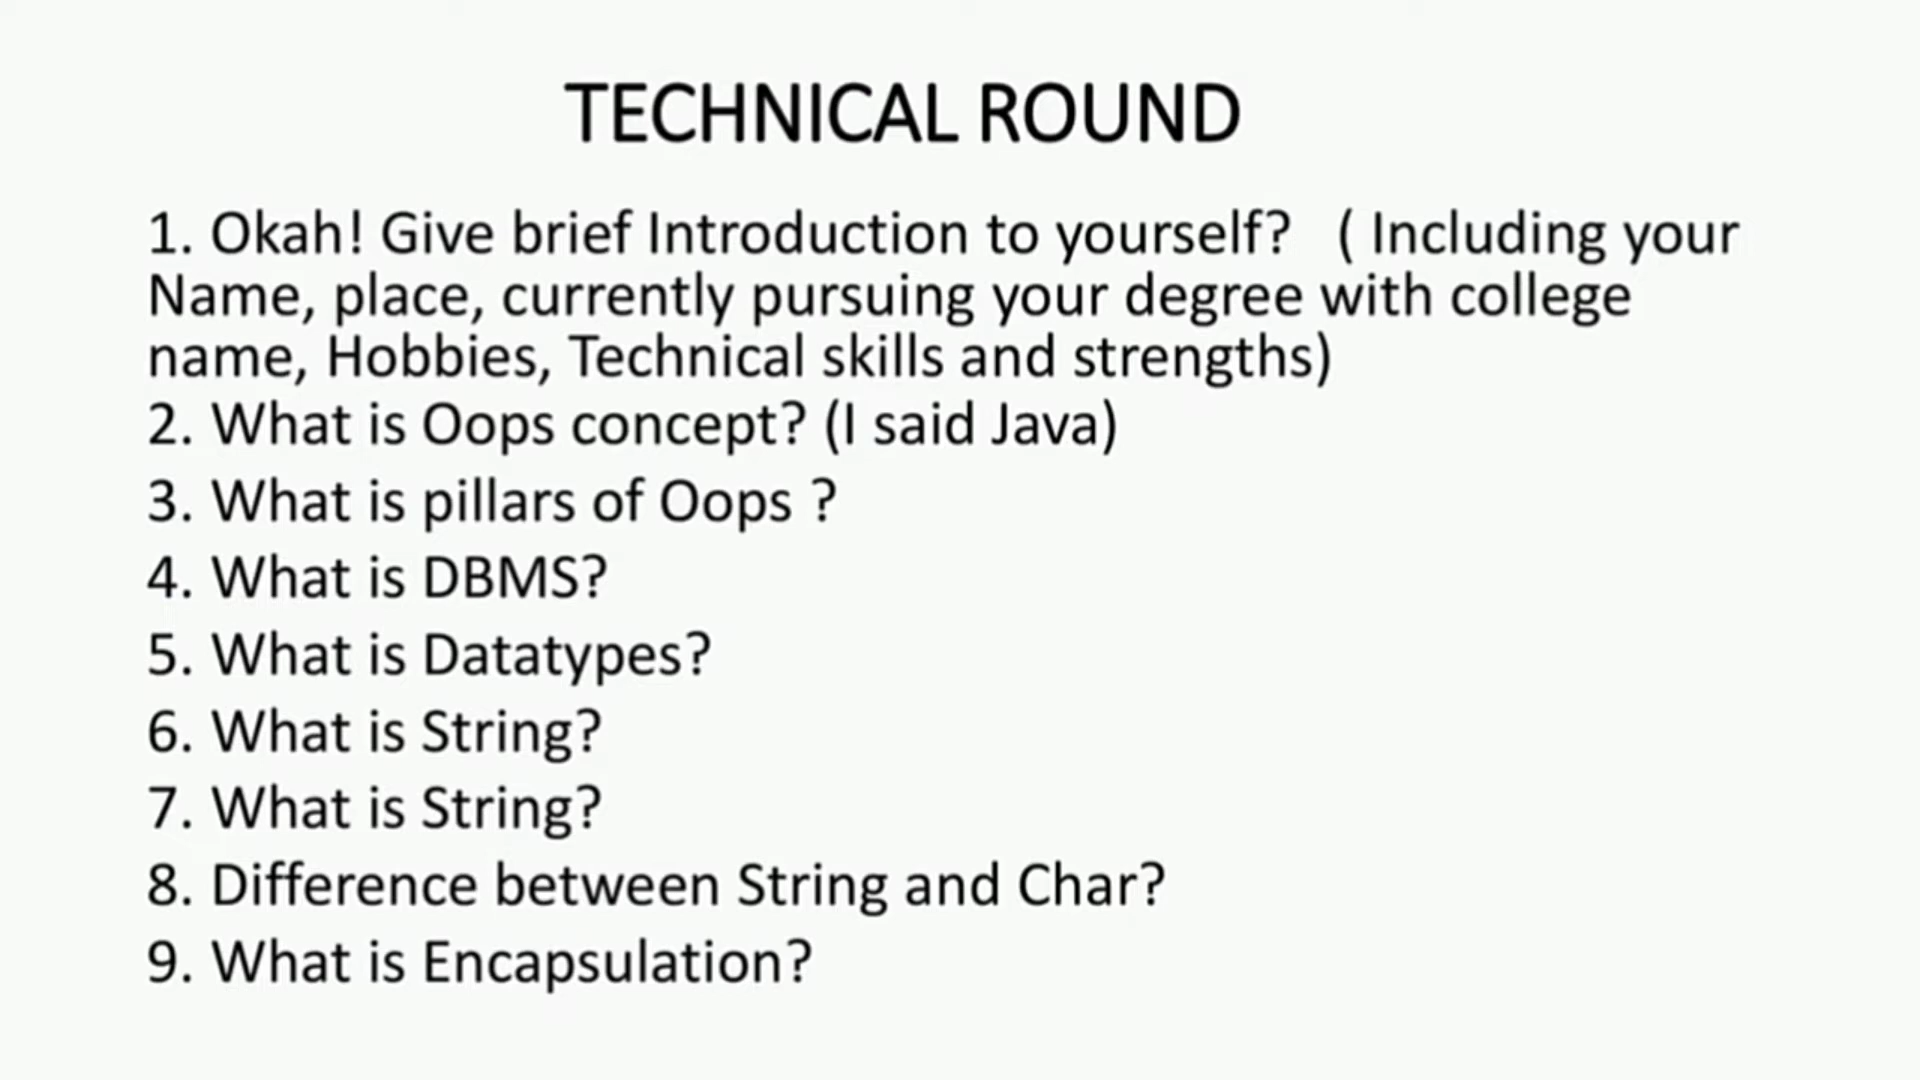 TECHNICAL ROUND
1. Okah! Give brief Introduction to yourself? ( Including your
Name, place, currently pursuing your degree with college
name, Hobbies, Technical skills and strengths)
2. What is Oops concept? (I said Java)
3. What is pillars of Oops ?
4. What is DBMS?
5. What is Datatypes?
6. What is String?
7. What is String?
8. Difference between String and Char?
9. What is Encapsulation?